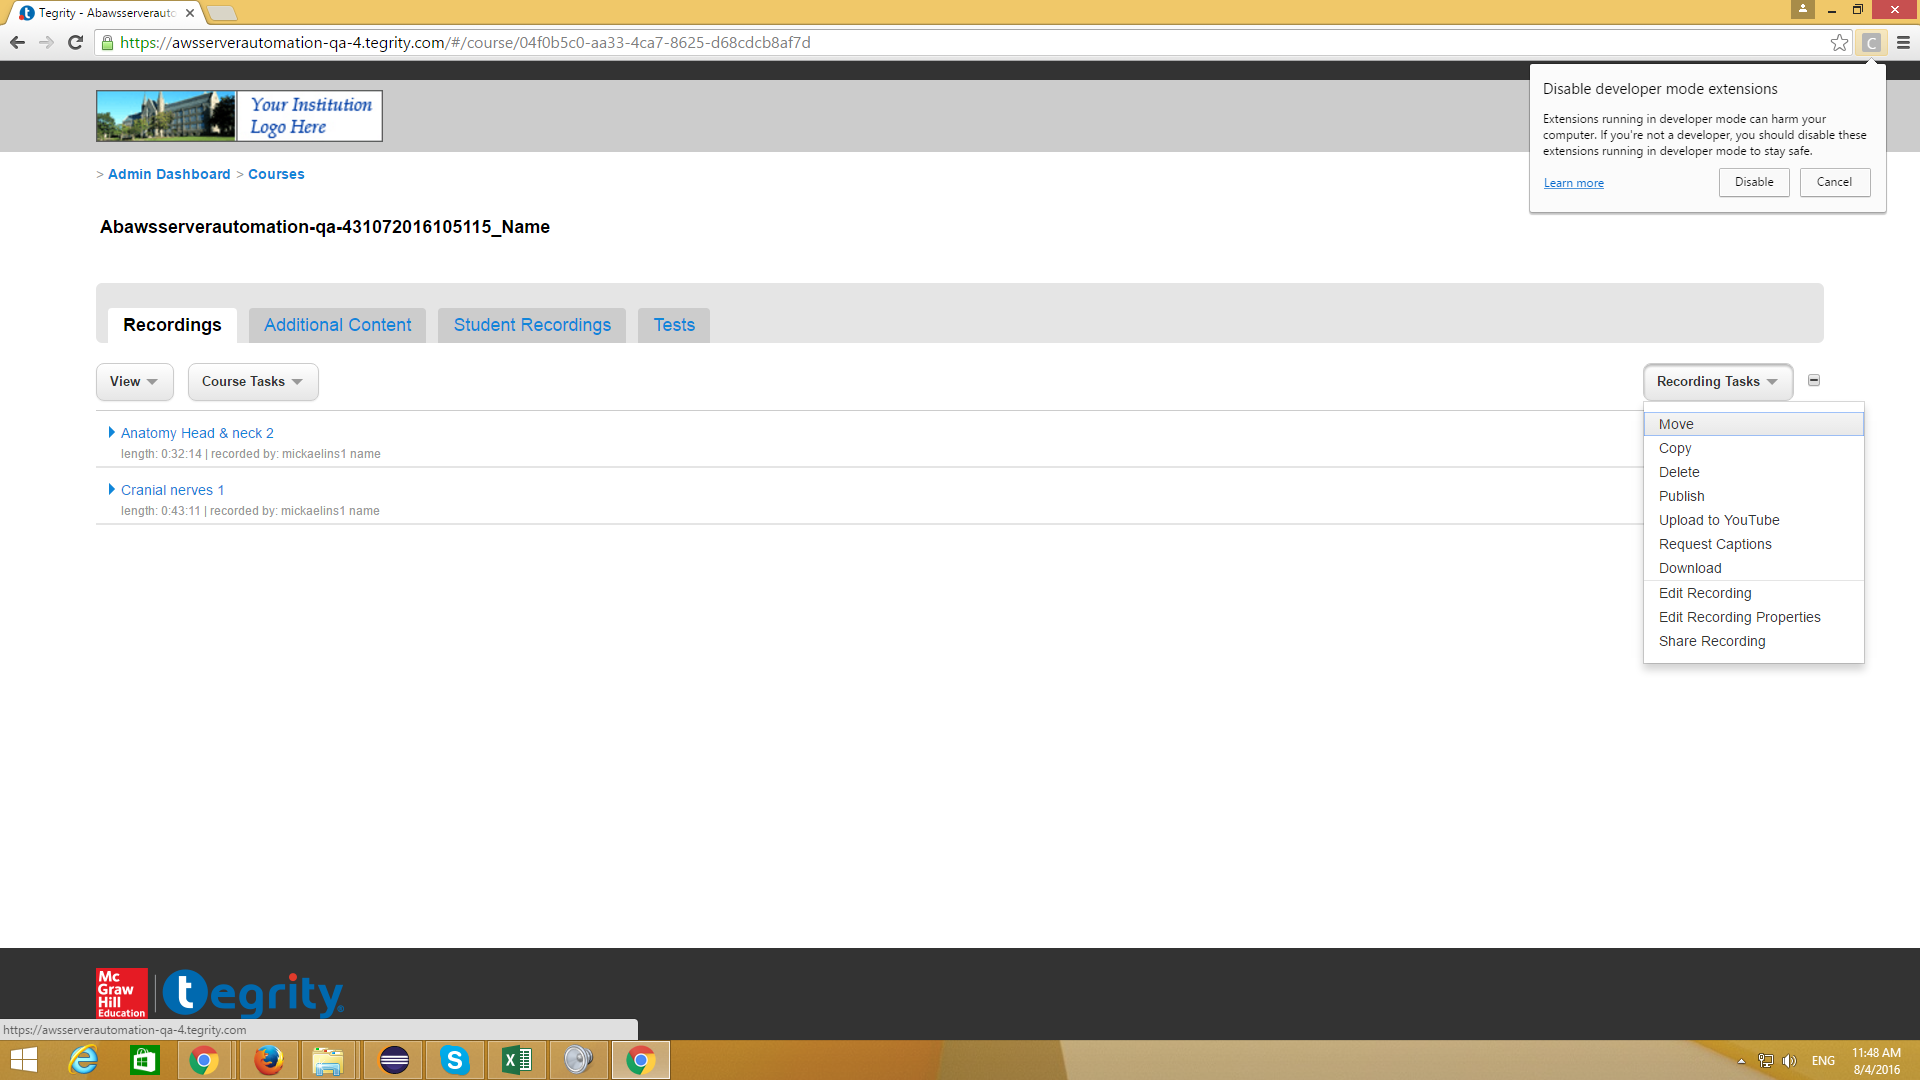 Tegrity - Abawsserverauto
https://awsserverautomation-qa-4.tegrity.com/#/course/04f0b5c0-aa33-4ca7-8625-d68cdcb8af7d
C
Disable developer mode extensions
Extensions running in developer mode can harm your
computer. If you're not a developer, you should disable these
extensions running in developer mode to stay safe.
Learn more
Disable
Cancel
Your Institution
Logo Here
> Admin Dashboard > Courses
Abawsserverautomation-qa-431072016105115_Name
Recordings
Additional Content
Student Recordings
Tests
View
Course Tasks
Recording Tasks
Anatomy Head & neck 2
length: 0:32:14 | recorded by: mickaelins1 name
Cranial nerves 1
length: 0:43:11 | recorded by: mickaelins1 name
Move
Copy
Delete
Publish
Upload to YouTube
Request Captions
Download
Edit Recording
Edit Recording Properties
Share Recording
Mc
Graw
Hill
Education
tegrity
https://awsserverautomation-qa-4.tegrity.com
ENG
11:48 AM
8/4/2016